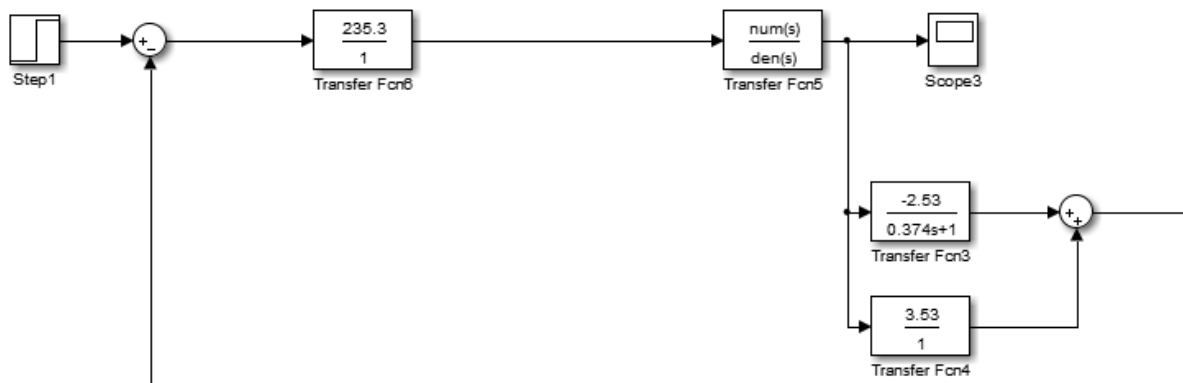 235.3
1
Transfer Fcn6
num(s)
den(s)
Transfer Fcn5
Step1
Scope3
-2.53
0.374s+1
Transfer Fcn3
3.53
1
Transfer Fcn4